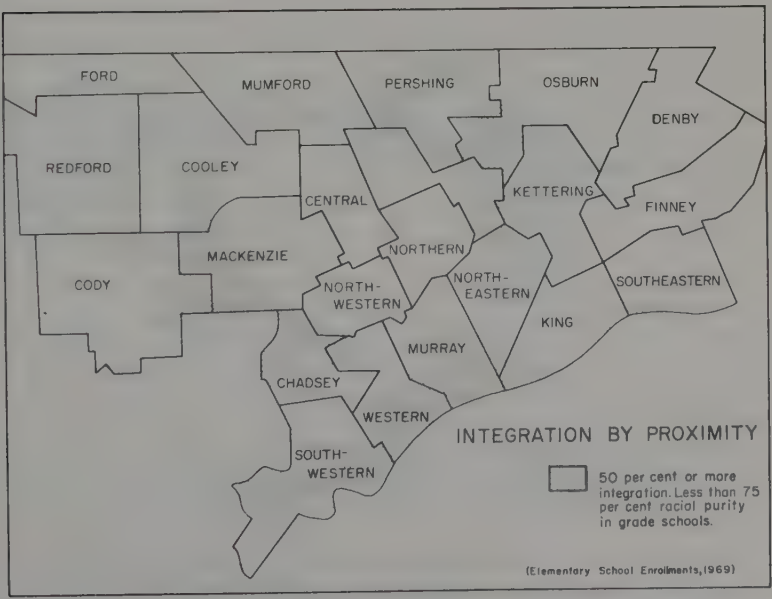 FORD
MUMFORD
PERSHING
OSBURN
DENBY
REDFORD
COOLEY
CENTRAL
KETTERING
FINNEY
CODY
MACKENZIE
NORTHERN
NORTH-
WESTERN
NORTH-
EASTERN
SOUTHEASTERN
KING
MURRAY
CHADSEY
WESTERN
SOUTH-
WESTERN
INTEGRATION BY PROXIMITY
50 per cent or more
integration. Less than 75
per cent racial purity
in grade schools.
(Elementary School Enrollments, 1969)